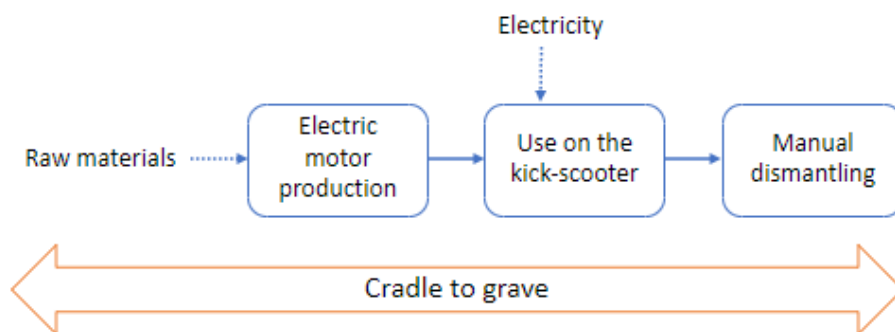 Electricity
Raw materials
Electric
motor
production
Use on the
kick-scooter
Manual
dismantling
Cradle to grave